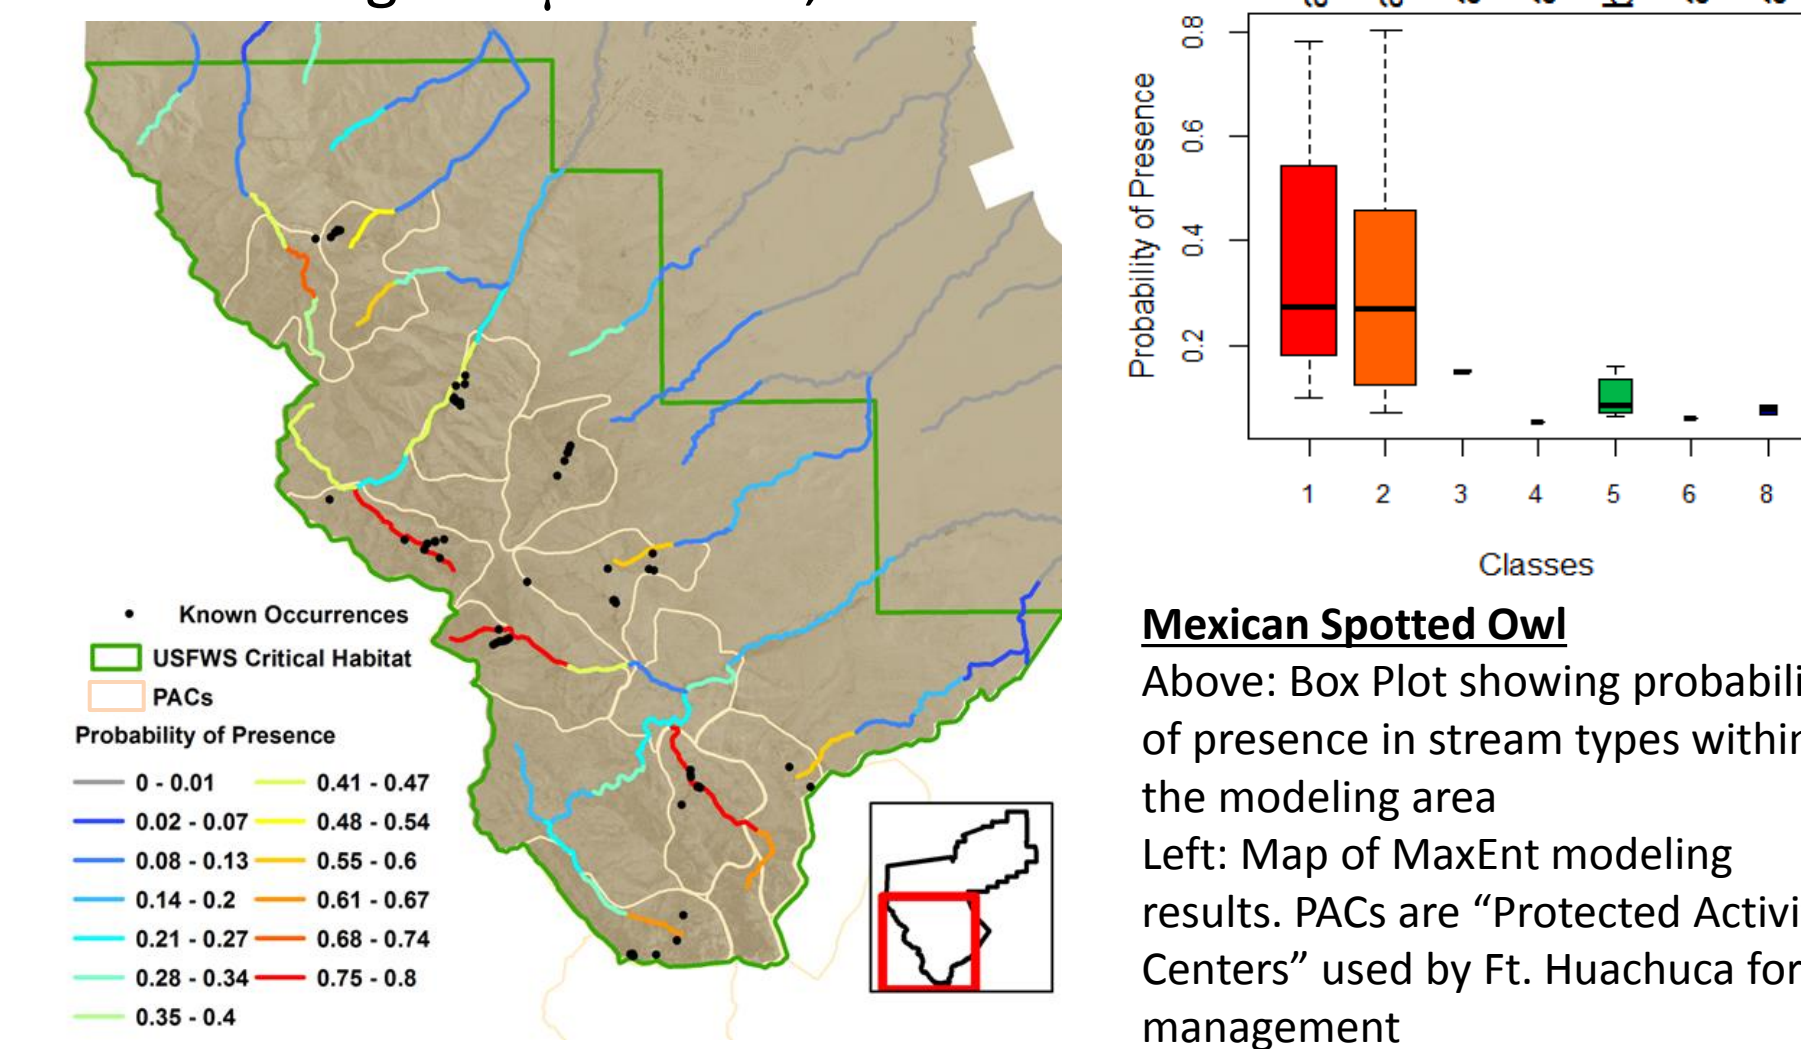 Known Occurrences
USFWS Critical Habitat
PACs
Probability of Presence
0 - 0.01
0.02 - 0.07
0.08 - 0.13
0.14 - 0.2
0.21 - 0.27
0.28 - 0.34
0.35 - 0.4
0.41 - 0.47
0.48 - 0.54
0.55 - 0.6
0.61 - 0.67
0.68 - 0.74
0.75 - 0.8
Probability of Presence
0.8
0.6
0.4
0.2
1 2 3 4 5 6 8
Classes
Mexican Spotted Owl
Above: Box Plot showing probabili
of presence in stream types within
the modeling area
Left: Map of MaxEnt modeling
results. PACs are “Protected Activi
Centers” used by Ft. Huachuca for
management